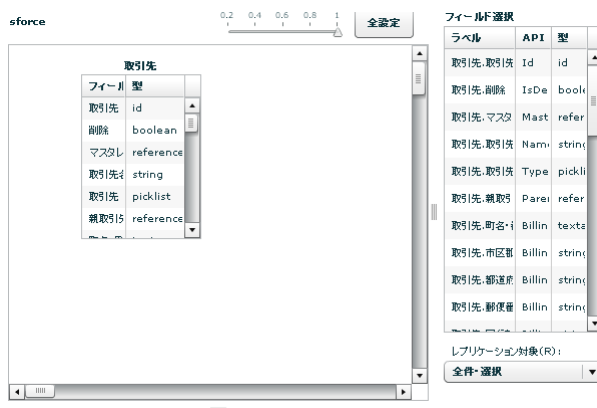 sforce
0.2 0.4 0.6 0.8 1
全設定
取引先
フィール 型
取引先 id
削除 boolean
マスタレ reference
取引先名 string
取引先 picklist
親取引先 reference
フィールド選択
ラベル API 型
取引先.取引先 Id id
取引先.削除 IsDe boole
取引先.マスタ Mast refer
取引先.取引先 Name string
取引先.取引先 Type pickli
取引先.親取引 Pare refer
取引先.町名・ Billin texta
取引先.市区郡 Billin string
取引先.都道府 Billin string
取引先.郵便番 Billin string
レプリケーション対象(R):
全件・選択